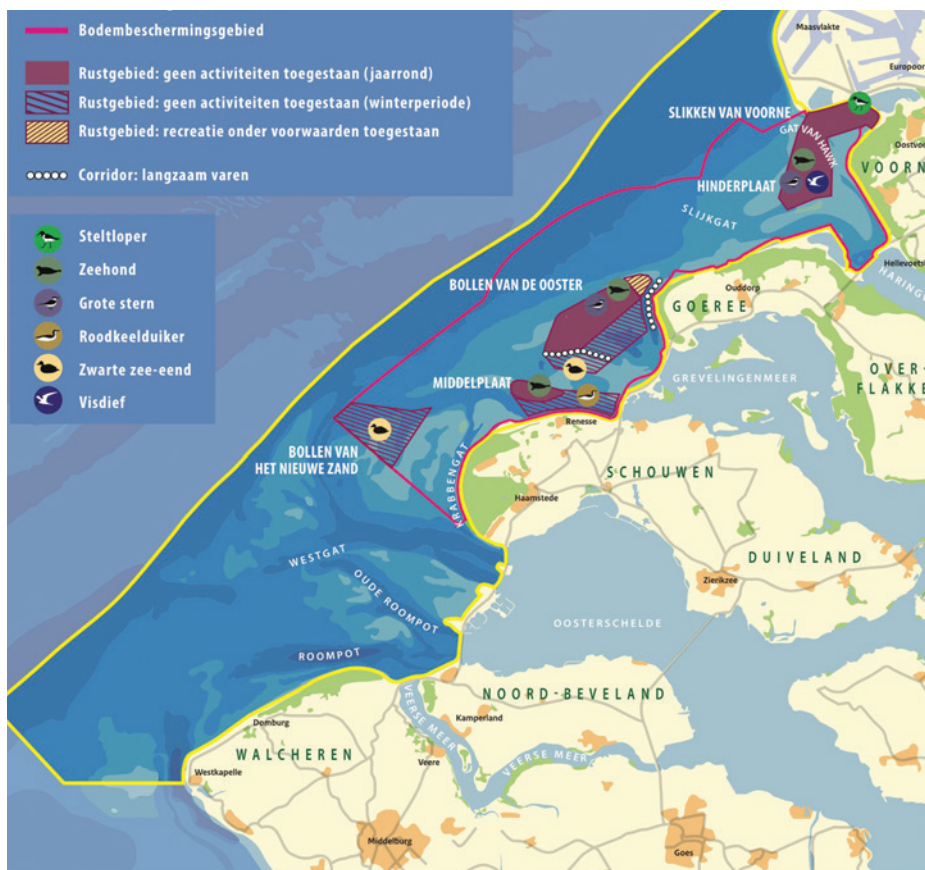 Bodembeschermingsgebied
Rustgebied: geen activiteiten toegestaan (jaarrond)
Rustgebied: geen activiteiten toegestaan (winterperiode)
Rustgebied: recreatie onder voorwaarden toegestaan
Corridor: langzaam varen
Steltloper
Zeehond
Grote stern
Roodkeelduiker
Zwarte zee-eend
Visdief
Maasvlakte
Europoor
SLIKKEN VAN VOORNE
GAT VAN HAWK
Oostvoo
VOORN
HINDERPLAAT
SLIJKGAT
Hellevoets
HARING
BOLLEN VAN DE OOSTER
Ouddorp
GOEREE
OVER-
FLAKKE
GREVELINGENMEER
MIDDELPLAAT
Renesse
BOLLEN VAN
HET NIEUWE ZAND
KRABBENGAT
SCHOUWEN
Haamstede
WESTGAT
DUIVELAND
Zierikzee
OUDE ROOMPOT
OOSTERSCHELDE
ROOMPOT
NOORD-BEVELAND
VEERSE MEER
Kamperland
Domburg
WALCHEREN
Veere
VEERSE MEER
Westkapelle
Middelburg
Goes